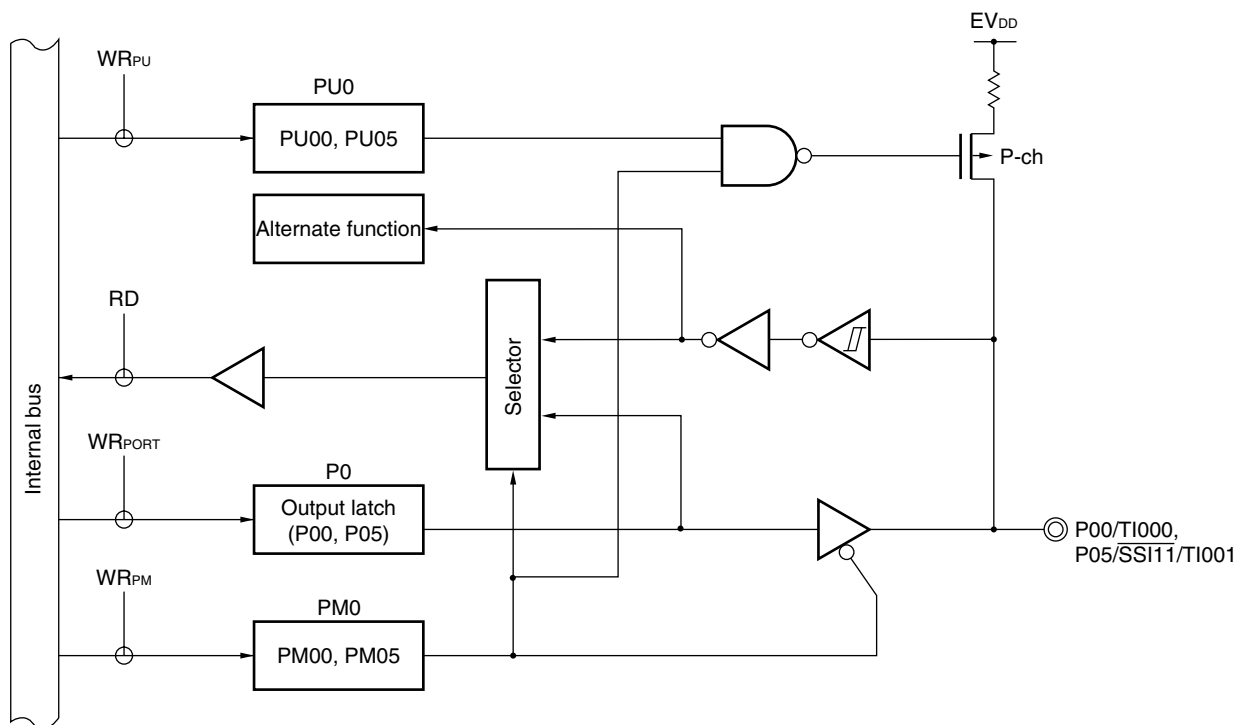 EVDD
WRPU
PU0
PU00, PU05
P-ch
Alternate function
RD
Selector
Internal bus
WRPORT
P0
Output latch
(P00, P05)
P00/TI000,
P05/SSI11/TI001
WRPM
PM0
PM00, PM05